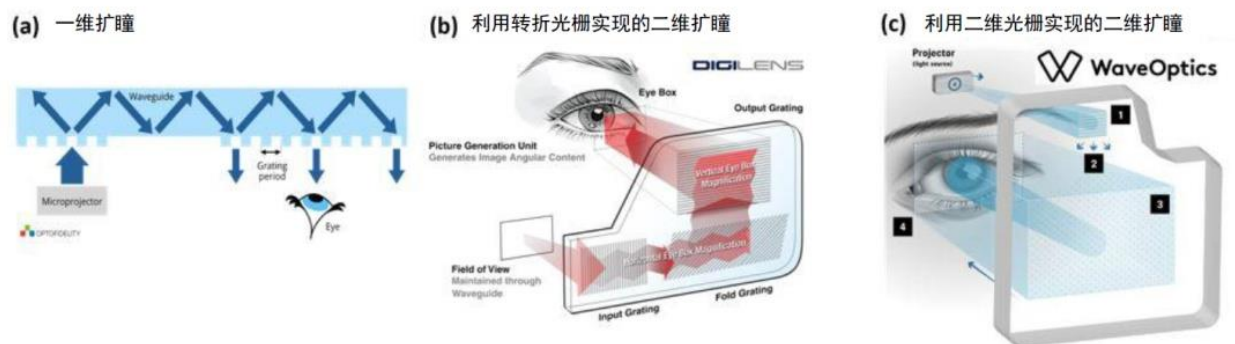 (a) 一维扩瞳
Waveguide
Grating
period
Microprojector
Eye
OPTOFIDELITY
(b) 利用转折光栅实现的二维扩瞳
DIGILENS
Eye Box
Output Grating
Picture Generation Unit
Generates Image Angular Content
Vertical Eye Box
Magnification
Horizontal Eye Box Magnification
Field of View
Maintained through
Waveguide
Fold Grating
Input Grating
(c) 利用二维光栅实现的二维扩瞳
Projector
(light source)
WaveOptics
1
2
3
4